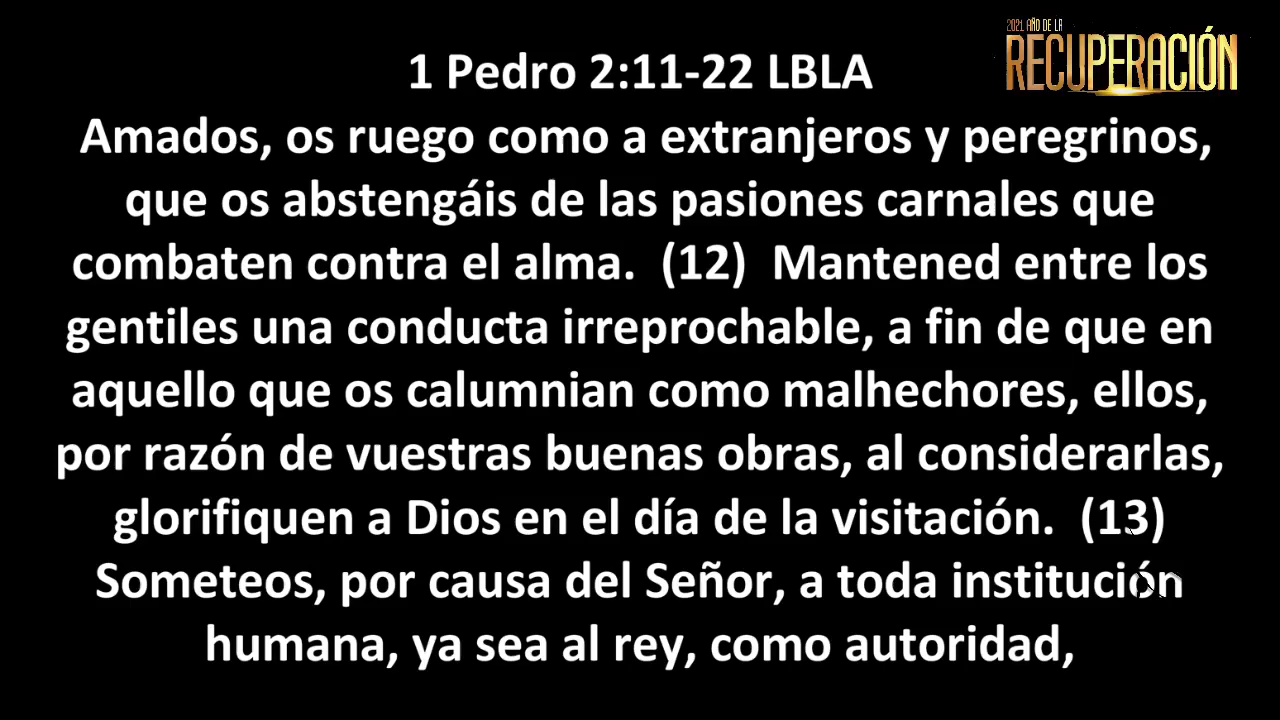 2021 AÑO DE LA
RECUPERACIÓN
1 Pedro 2:11-22 LBLA
Amados, os ruego como a extranjeros y peregrinos,
que os abstengáis de las pasiones carnales que
combaten contra el alma.  (12)  Mantened entre los
gentiles una conducta irreprochable, a fin de que en
aquello que os calumnian como malhechores, ellos,
por razón de vuestras buenas obras, al considerarlas,
glorifiquen a Dios en el día de la visitación.  (13)
Someteos, por causa del Señor, a toda institución
humana, ya sea al rey, como autoridad,